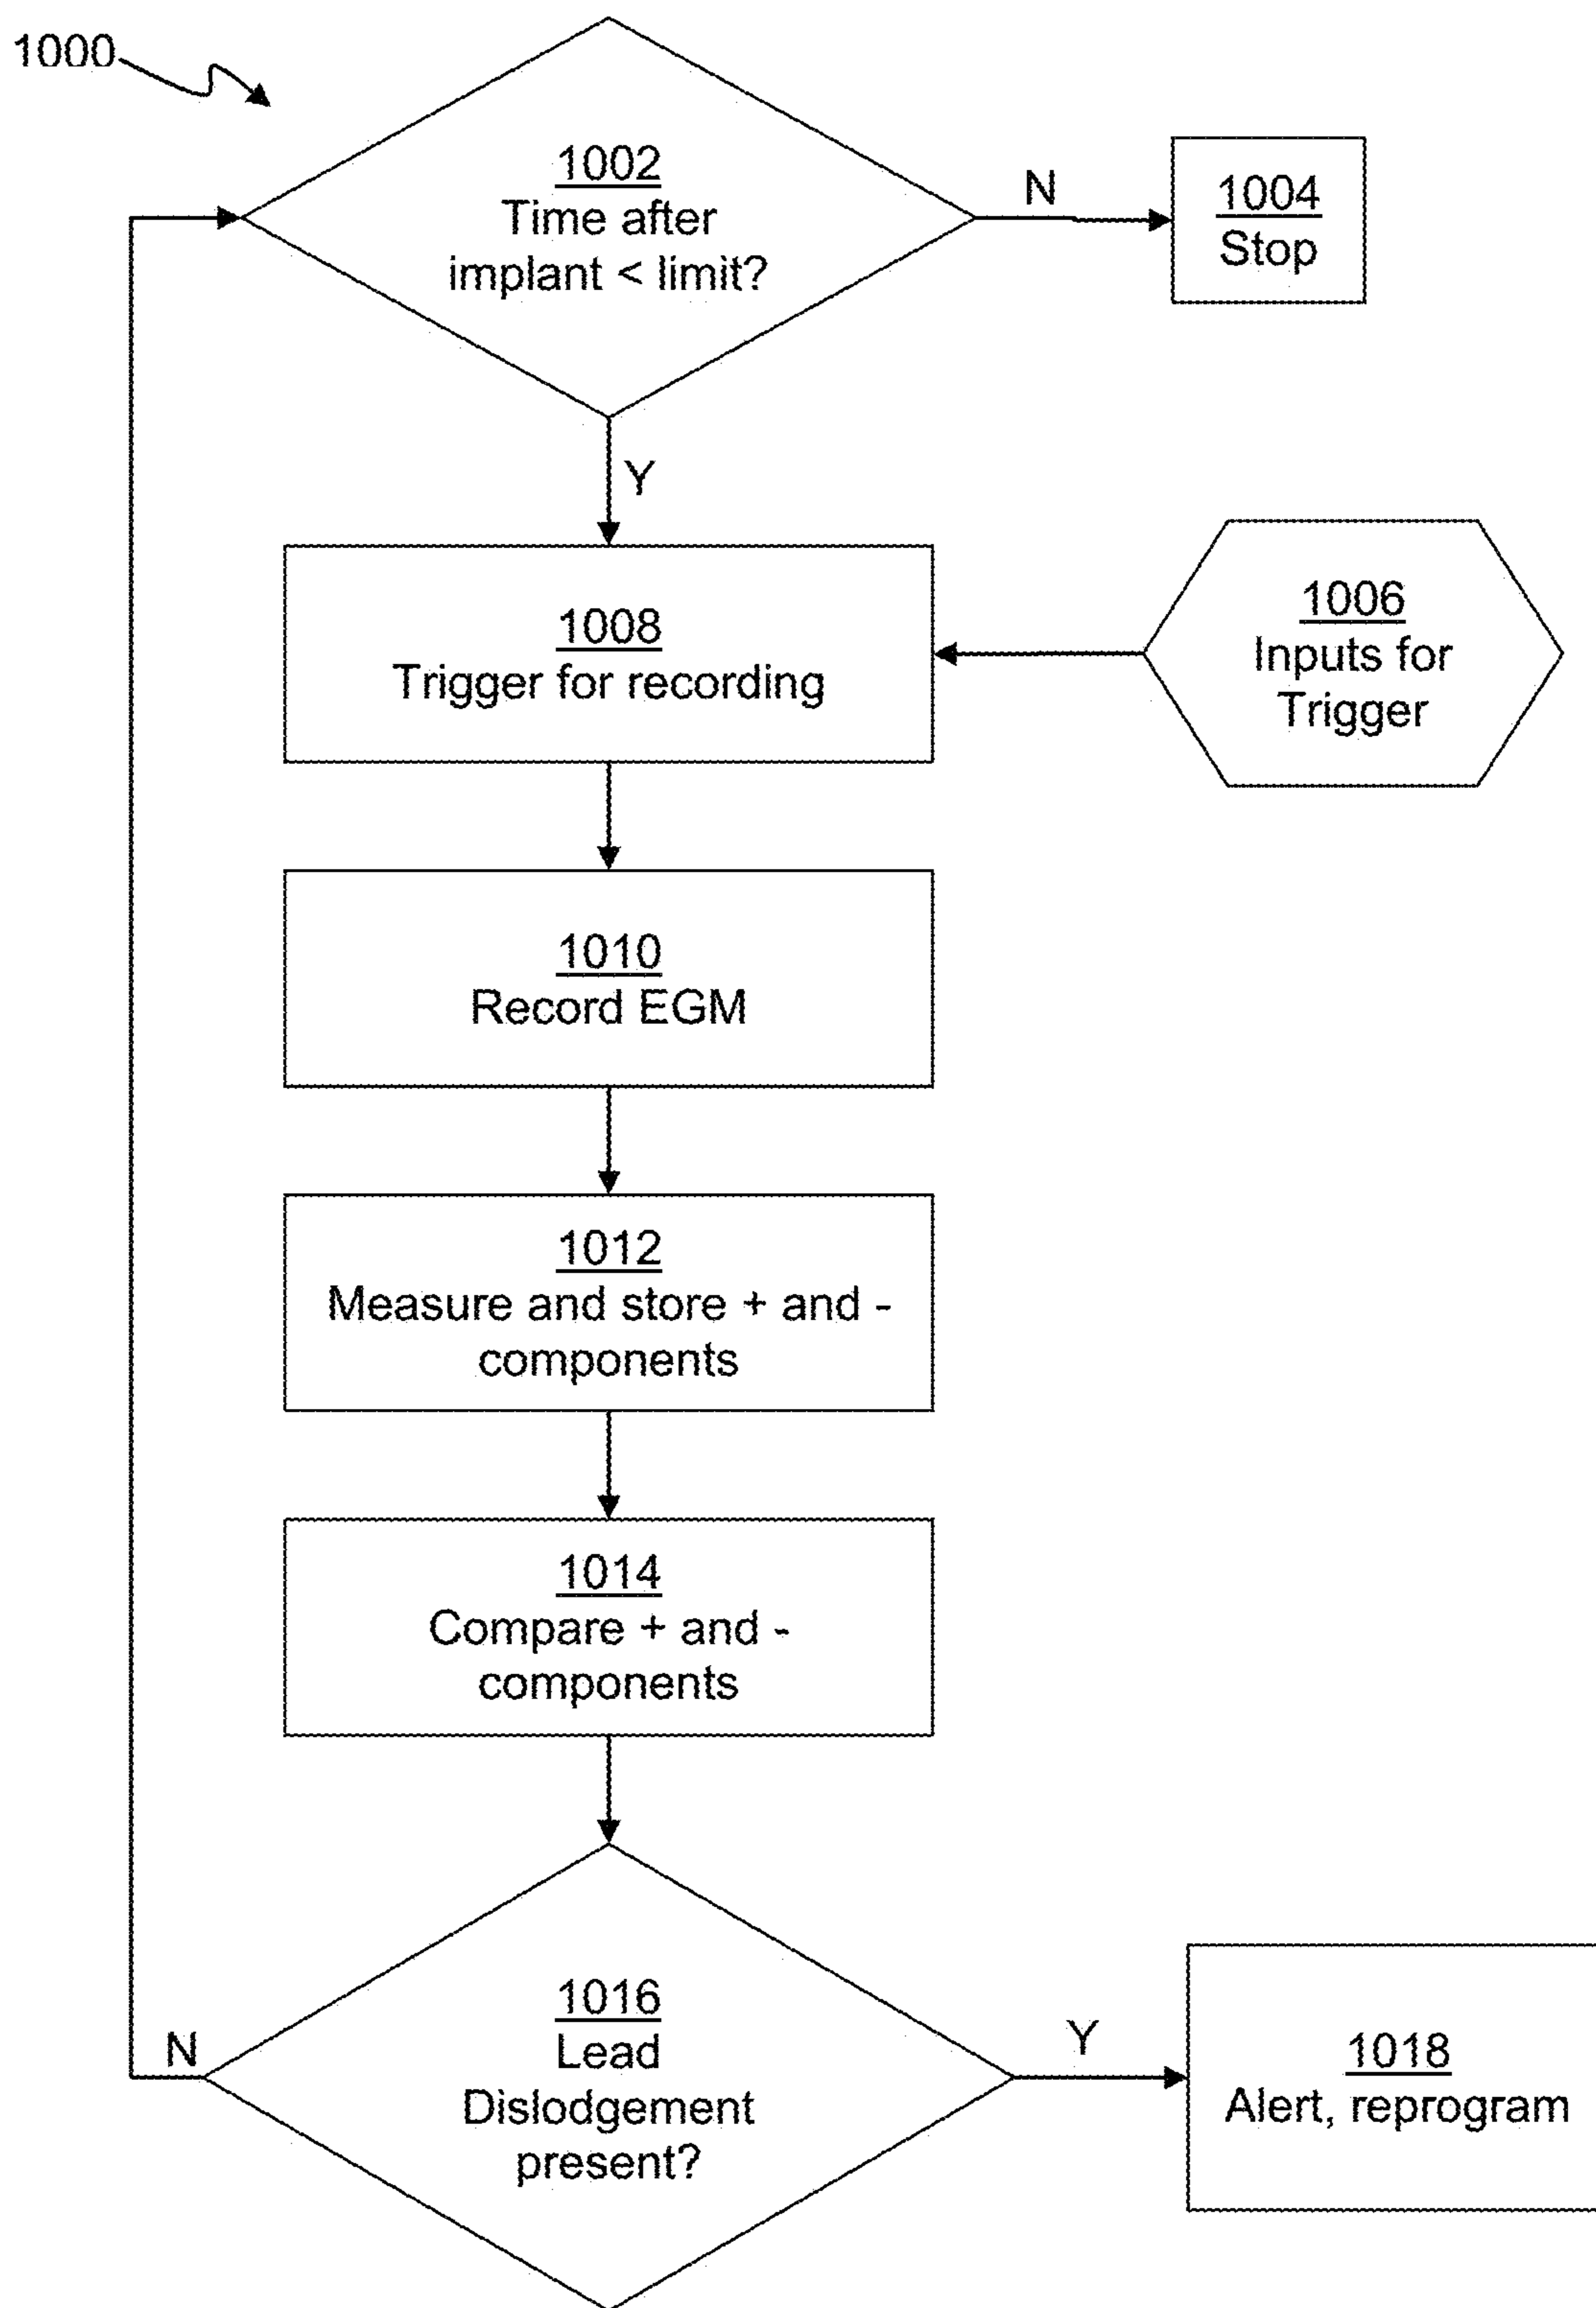 1000
1002
Time after
implant < limit?
N
1004
Stop
Y
1008
Trigger for recording
1006
Inputs for
Trigger
1010
Record EGM
1012
Measure and store + and -
components
1014
Compare + and -
components
1016
Lead
Dislodgement
present?
N
Y
1018
Alert, reprogram